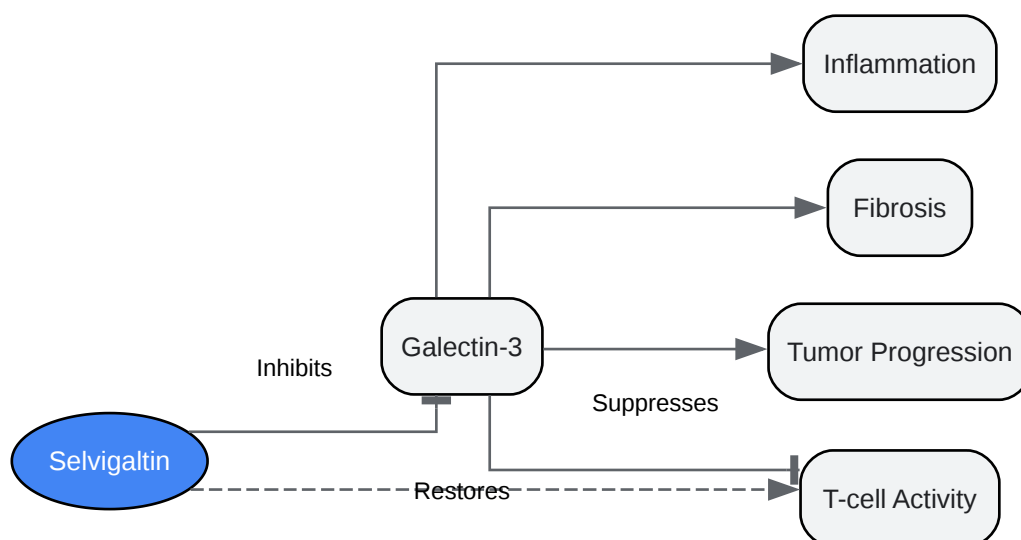 Inflammation
Fibrosis
Galectin-3
Tumor Progression
Inhibits
Suppresses
Selvigaltin
Restores
T-cell Activity